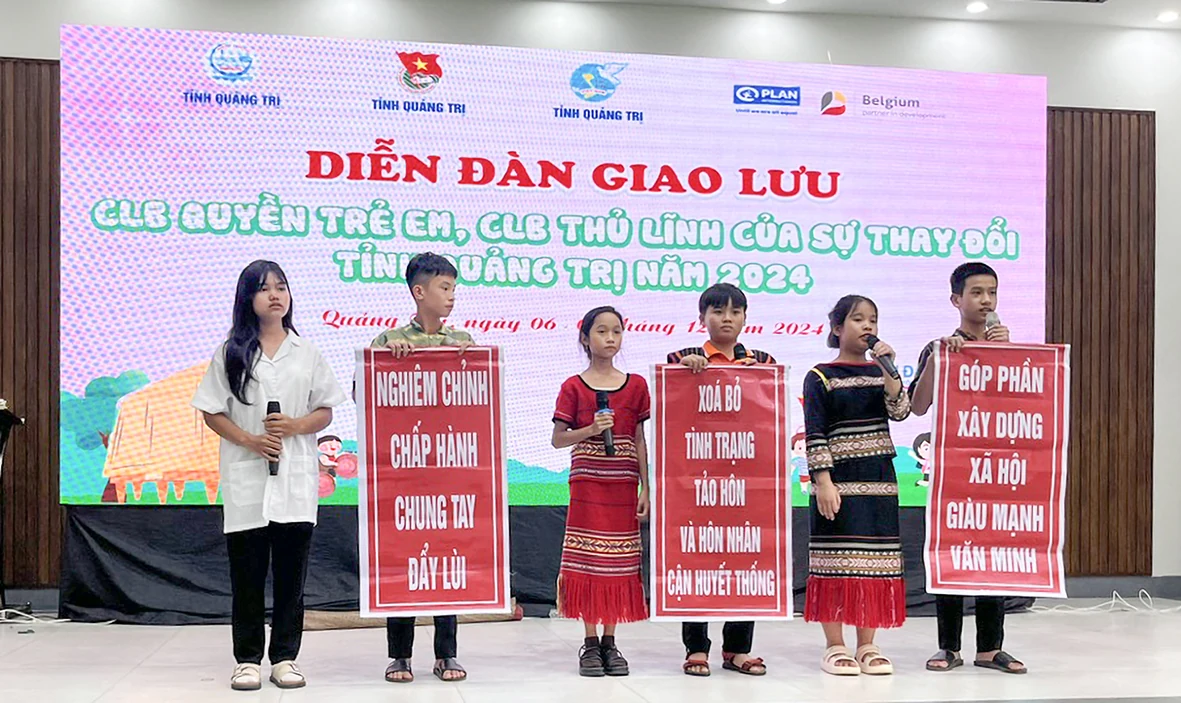 TỈNH QUẢNG TRỊ
TỈNH QUẢNG TRỊ
TỈNH QUẢNG TRỊ
PLAN
INTERNATIONAL
Belgium
partner in development
DIỄN ĐÀN GIAO LƯU
CLB QUYỀN TRẺ EM, CLB THỦ LĨNH CỦA SỰ THAY ĐỔI
TỈNH QUẢNG TRỊ NĂM 2024
Quảng ngày 06 - tháng 12 năm 2024
NGHIÊM CHỈNH
CHẤP HÀNH
CHUNG TAY
ĐẨY LÙI
XOÁ BỎ
TÌNH TRẠNG
TẢO HÔN
VÀ HÔN NHÂN
CẬN HUYẾT THỐNG
GÓP PHẦN
XÂY DỰNG
XÃ HỘI
GIÀU MẠNH
VĂN MINH